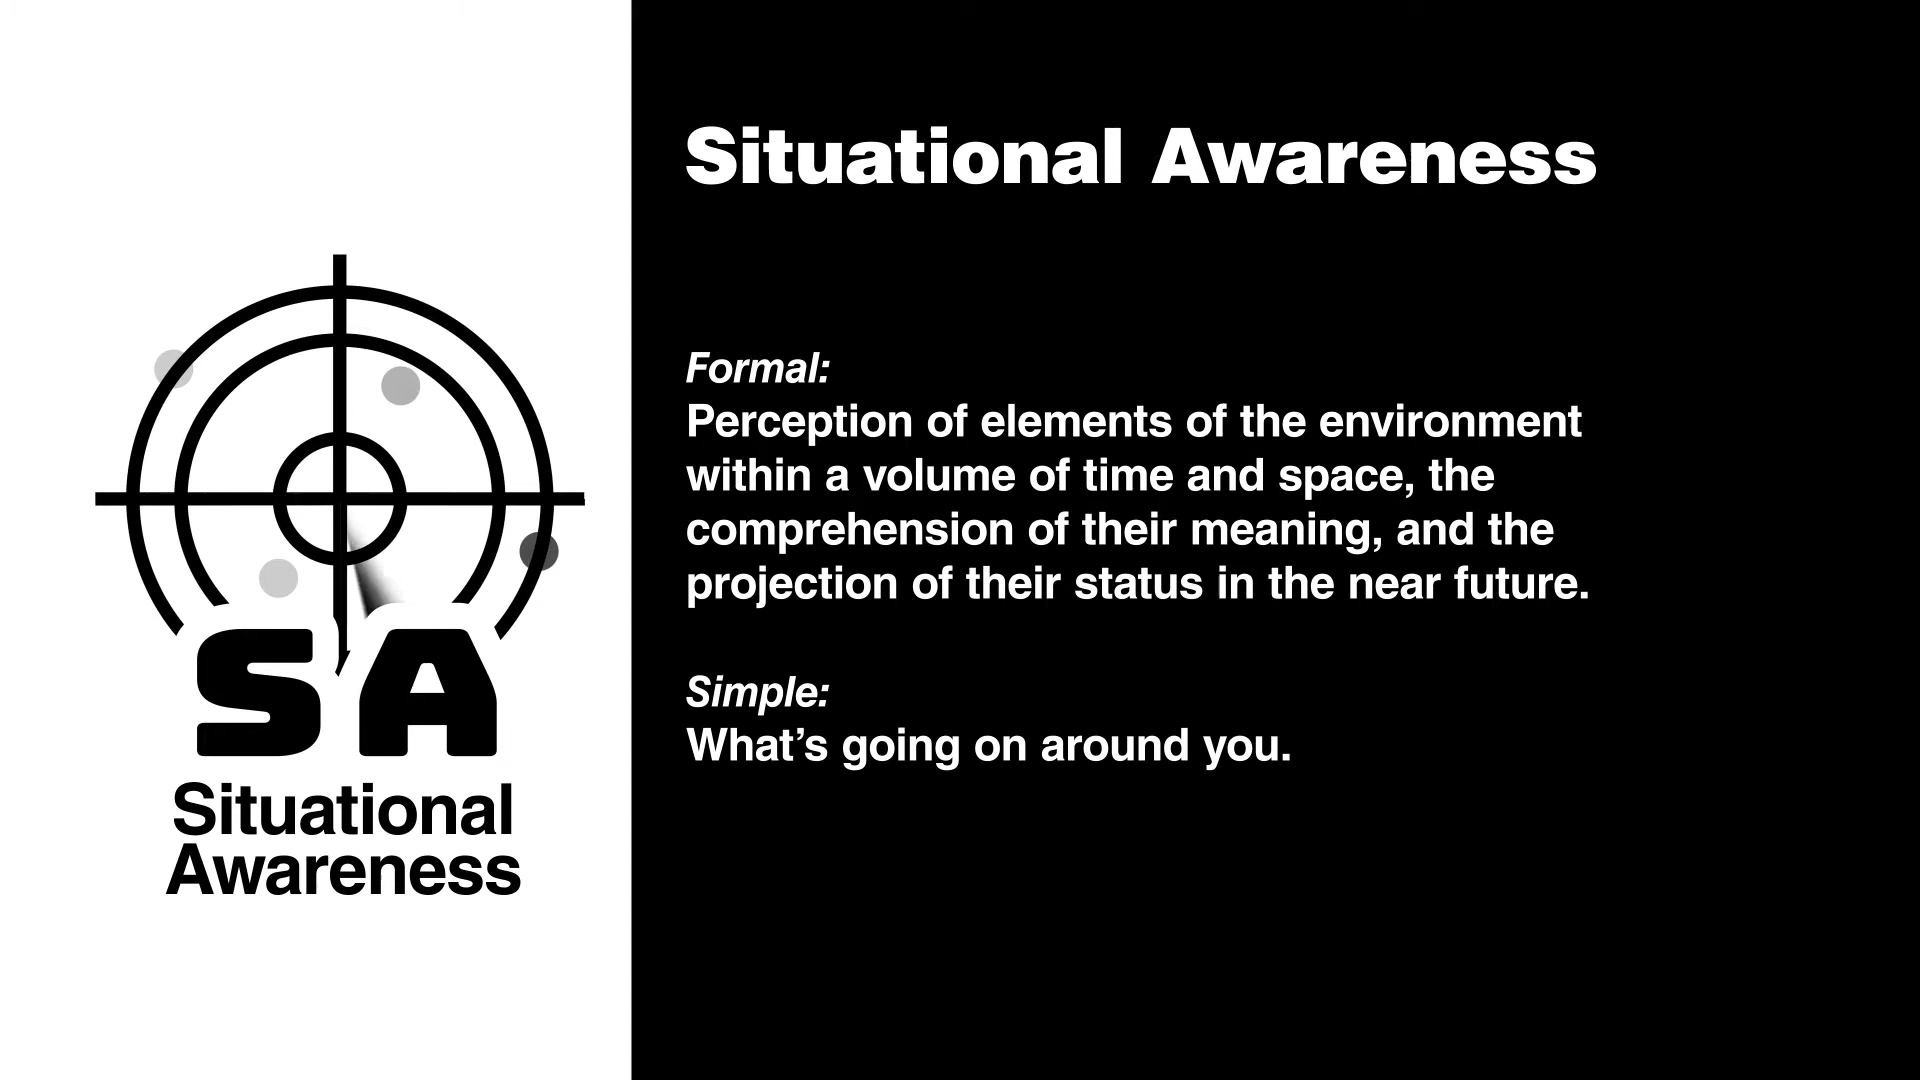 SA
Situational
Awareness
Situational Awareness
Formal:
Perception of elements of the environment
within a volume of time and space, the
comprehension of their meaning, and the
projection of their status in the near future.
Simple:
What’s going on around you.